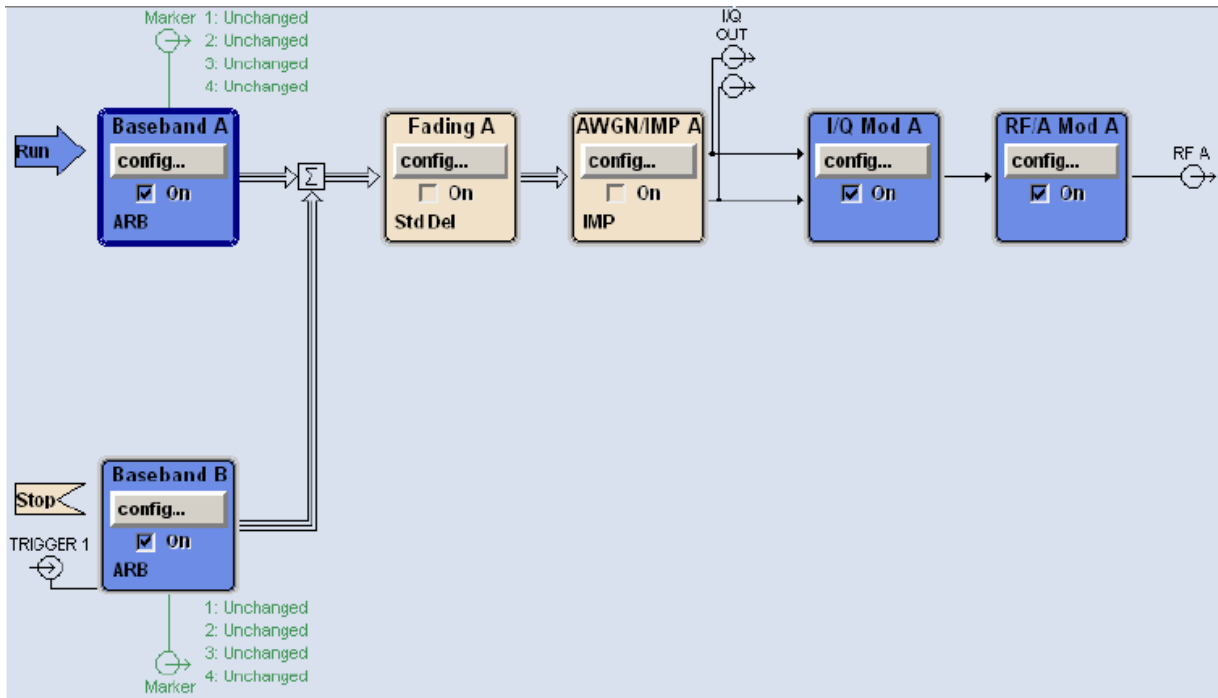 Marker 1: Unchanged
2: Unchanged
3: Unchanged
4: Unchanged
I/Q
OUT
Run
Baseband A
config...
On
ARB
Σ
Fading A
config...
On
Std Del
AWGN/IMP A
config...
On
IMP
I/Q Mod A
config...
On
RF/A Mod A
config...
On
RF A
Stop
TRIGGER 1
Baseband B
config...
On
ARB
1: Unchanged
2: Unchanged
3: Unchanged
4: Unchanged
Marker